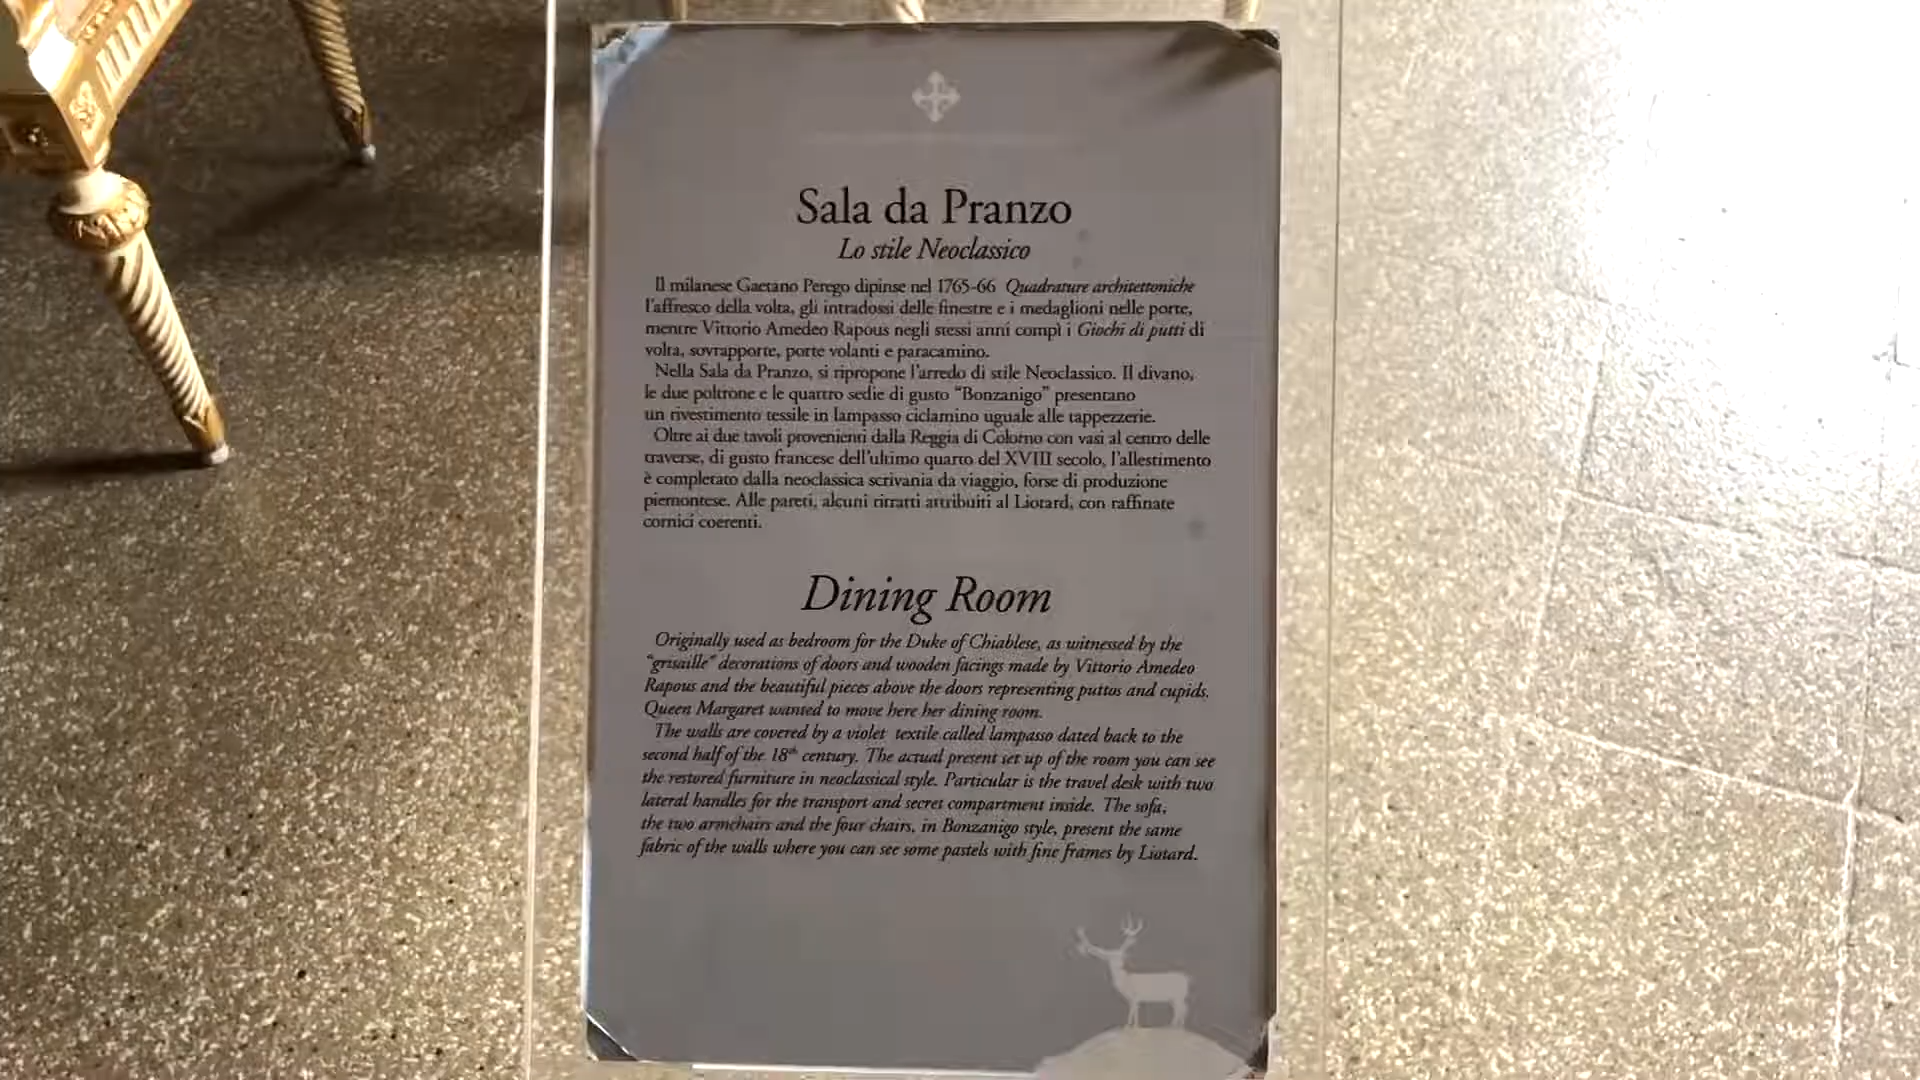 Sala da Pranzo
Lo stile Neoclassico
Il milanese Gaetano Perego dipinse nel 1765-66 Quadrature architettoniche
l'affresco della volta, gli intradossi delle finestre e i medaglioni nelle porte,
mentre Vittorio Amedeo Rapous negli stessi anni compì i Giochi di putti di
volta, sovrapporte, porte volanti e paracamino.
Nella Sala da Pranzo, si ripropone l'arredo di stile Neoclassico. Il divano,
le due poltrone e le quattro sedie di gusto “Bonzanigo” presentano
un rivestimento tessile in lampasso ciclamino uguale alle tappezzerie.
Oltre ai due tavoli provenienti dalla Reggia di Colorno con vasi al centro delle
traverse, di gusto francese dell'ultimo quarto del XVIII secolo, l'allestimento
è completato dalla neoclassica scrivania da viaggio, forse di produzione
piemontese. Alle pareti, alcuni ritratti attribuiti al Liotard, con raffinate
cornici coerenti.
Dining Room
Originally used as bedroom for the Duke of Chiablese, as witnessed by the
“grisaille” decorations of doors and wooden facings made by Vittorio Amedeo
Rapous and the beautiful pieces above the doors representing puttos and cupids.
Queen Margaret wanted to move here her dining room.
The walls are covered by a violet textile called lampasso dated back to the
second half of the 18th century. The actual present set up of the room you can see
the restored furniture in neoclassical style. Particular is the travel desk with two
lateral handles for the transport and secret compartment inside. The sofa,
the two armchairs and the four chairs, in Bonzanigo style, present the same
fabric of the walls where you can see some pastels with fine frames by Liotard.